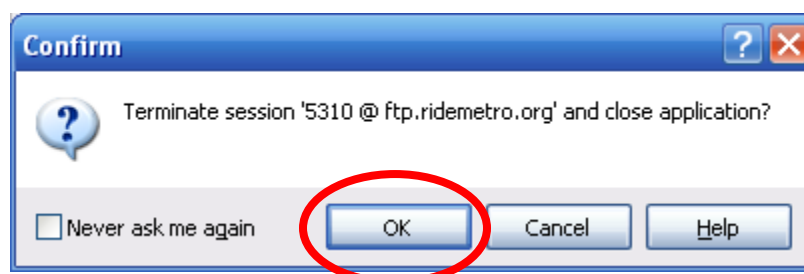 Confirm
Terminate session '5310 @ ftp.ridemetro.org' and close application?
Never ask me again
OK
Cancel
Help